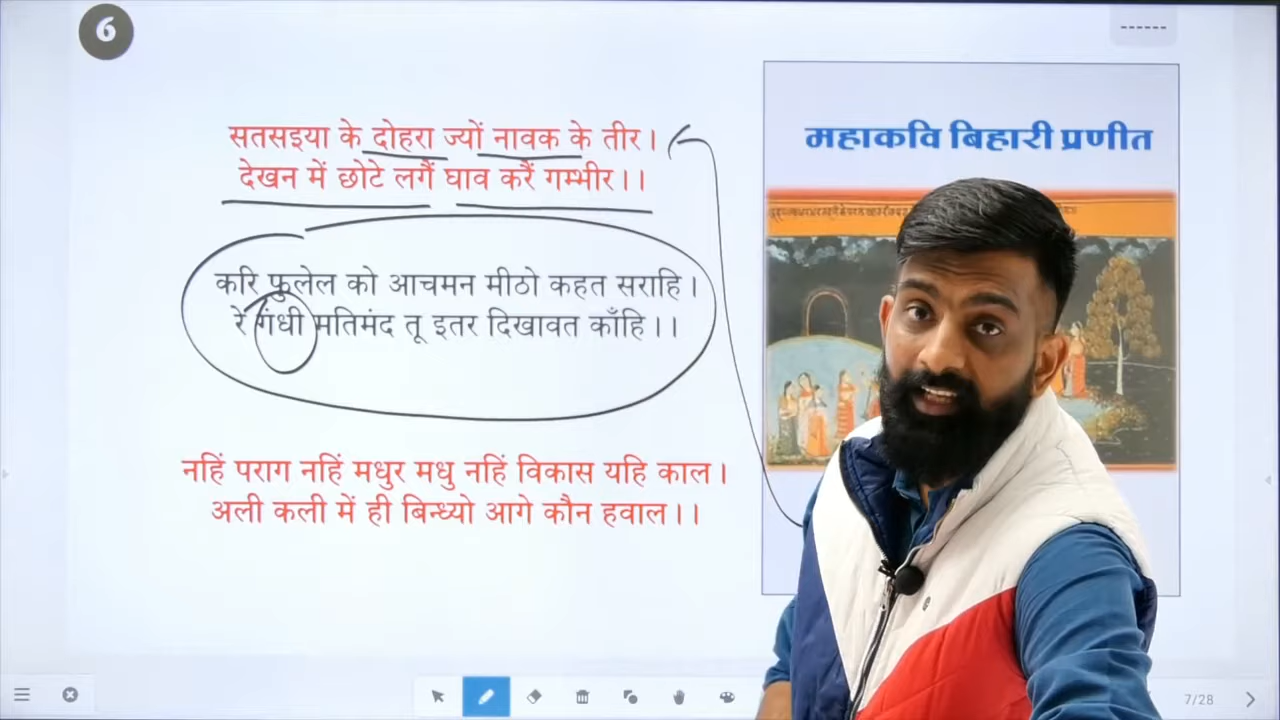 6
------
सतसइया के दोहरा ज्यों नावक के तीर।
देखन में छोटे लगैं घाव करैं गम्भीर।।
करि फुलेल को आचमन मीठो कहत सराहि।
रे गंधी मतिमंद तू इतर दिखावत काँहि।।
नहिं पराग नहिं मधुर मधु नहिं विकास यहि काल।
अली कली में ही बिन्ध्यो आगे कौन हवाल।।
महाकवि बिहारी प्रणीत
7/28